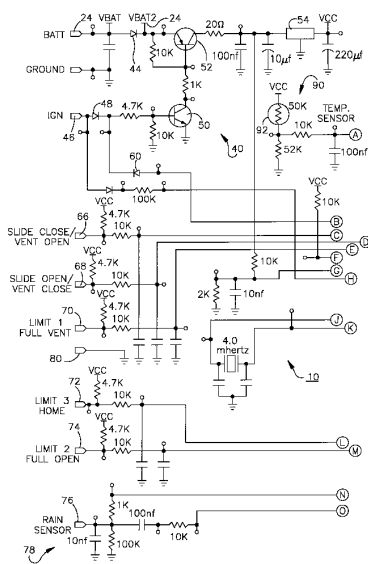 24 VBAT VBAT2 24 54 VCC
BATT 20Ω
10K 52 100nf 10µf 220µf
44
GROUND 1K VCC 90
50K
IGN 48 4.7K TEMP. SENSOR
46 10K 50 92 10K A
40 52K 100nf
60
100K VCC
66 VCC 10K
4.7K B
SLIDE CLOSE/ VENT OPEN 10K C
D
VCC E
68 4.7K 10K F
SLIDE OPEN/ VENT CLOSE 10K G
VCC H
70 4.7K 2K 10nf
LIMIT 1 FULL VENT 10K J
80 4.0 mhertz K
VCC
72 4.7K 10
LIMIT 3 HOME 10K
VCC
74 4.7K L
LIMIT 2 FULL OPEN 10K M
N
76 1K 100nf O
RAIN SENSOR
10nf 100K 10K
78